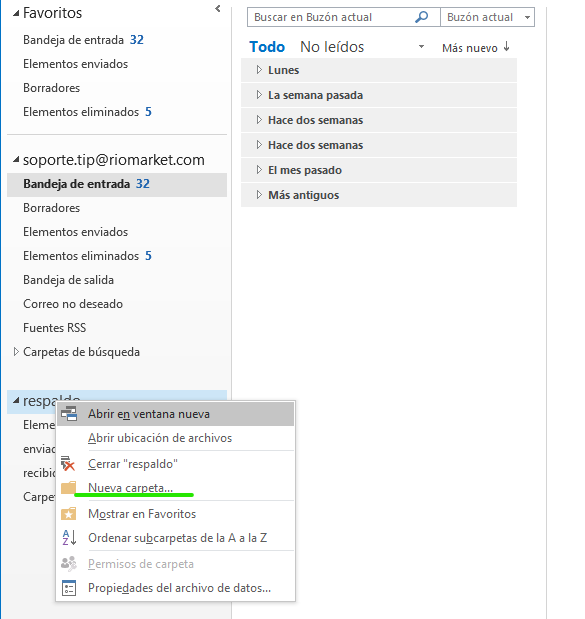 Favoritos
Bandeja de entrada 32
Elementos enviados
Borradores
Elementos eliminados 5
soporte.tip@riomarket.com
Bandeja de entrada 32
Borradores
Elementos enviados
Elementos eliminados 5
Bandeja de salida
Correo no deseado
Fuentes RSS
Carpetas de búsqueda
respaldo
Eleme
enviad
recibid
Carpet
Buscar en Buzón actual
Buzón actual
Todo No leídos
Más nuevo
Lunes
La semana pasada
Hace dos semanas
Hace dos semanas
El mes pasado
Más antiguos
Abrir en ventana nueva
Abrir ubicación de archivos
Cerrar "respaldo"
Nueva carpeta...
Mostrar en Favoritos
Ordenar subcarpetas de la A a la Z
Permisos de carpeta
Propiedades del archivo de datos...